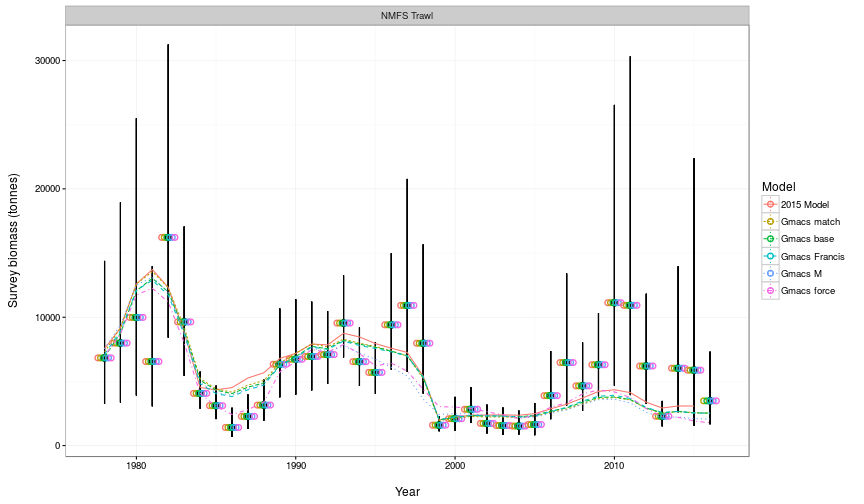 NMFS Trawl
Survey biomass (tonnes)
30000
20000
10000
0
1980
1990
2000
2010
Year
Model
2015 Model
Gmacs match
Gmacs base
Gmacs Francis
Gmacs M
Gmacs force